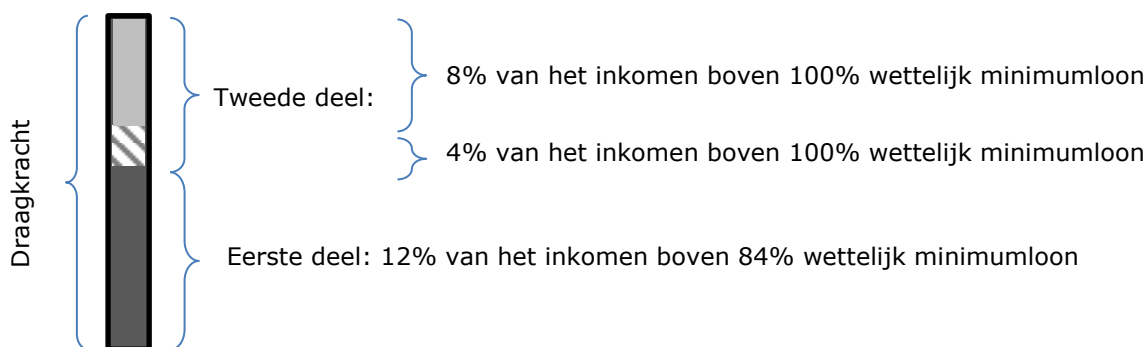 Draagkracht
Tweede deel:
8% van het inkomen boven 100% wettelijk minimumloon
4% van het inkomen boven 100% wettelijk minimumloon
Eerste deel: 12% van het inkomen boven 84% wettelijk minimumloon